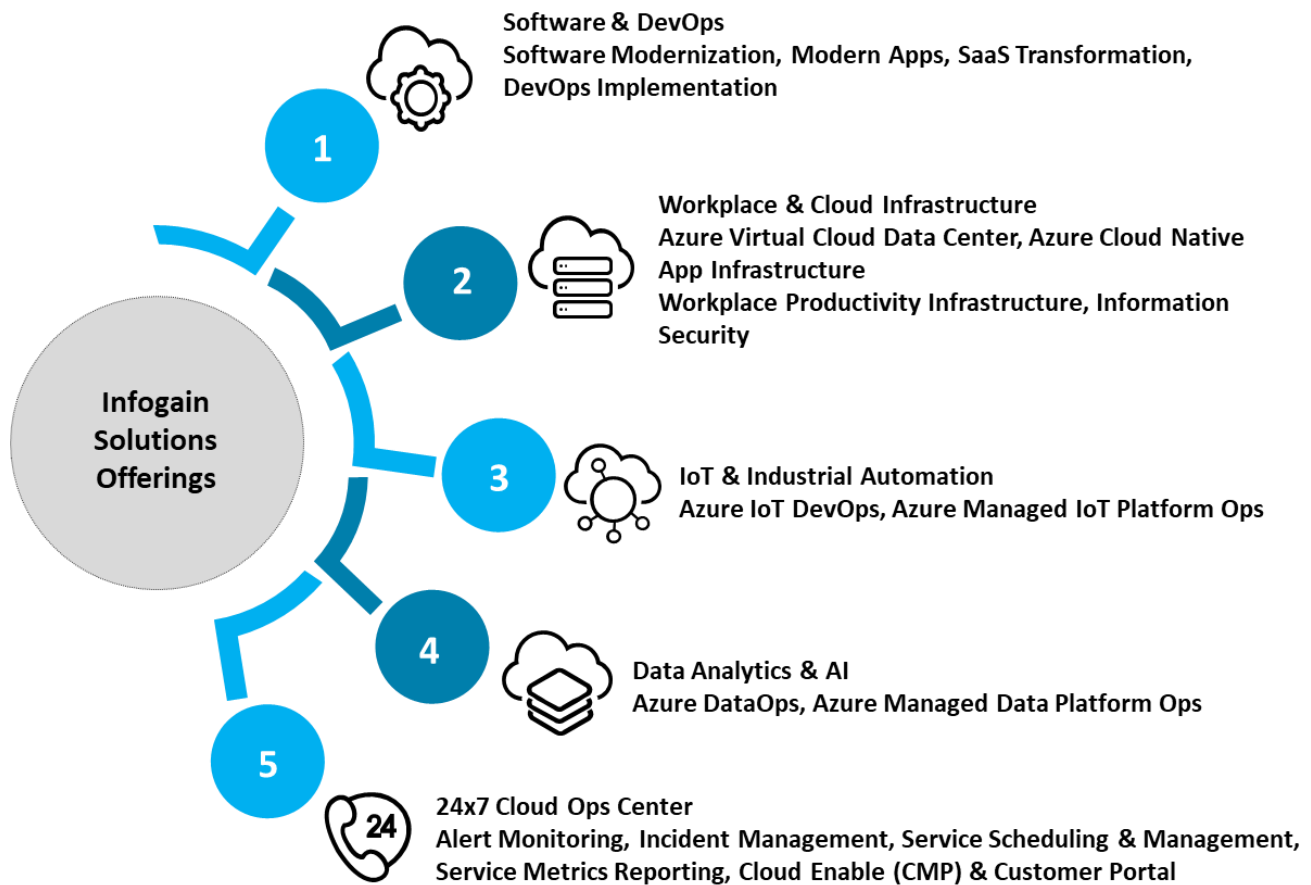 Software & DevOps
Software Modernization, Modern Apps, SaaS Transformation,
DevOps Implementation
1
Workplace & Cloud Infrastructure
Azure Virtual Cloud Data Center, Azure Cloud Native
App Infrastructure
Workplace Productivity Infrastructure, Information
Security
2
Infogain
Solutions
Offerings
3
IoT & Industrial Automation
Azure IoT DevOps, Azure Managed IoT Platform Ops
4
Data Analytics & AI
Azure DataOps, Azure Managed Data Platform Ops
5
24
24x7 Cloud Ops Center
Alert Monitoring, Incident Management, Service Scheduling & Management,
Service Metrics Reporting, Cloud Enable (CMP) & Customer Portal